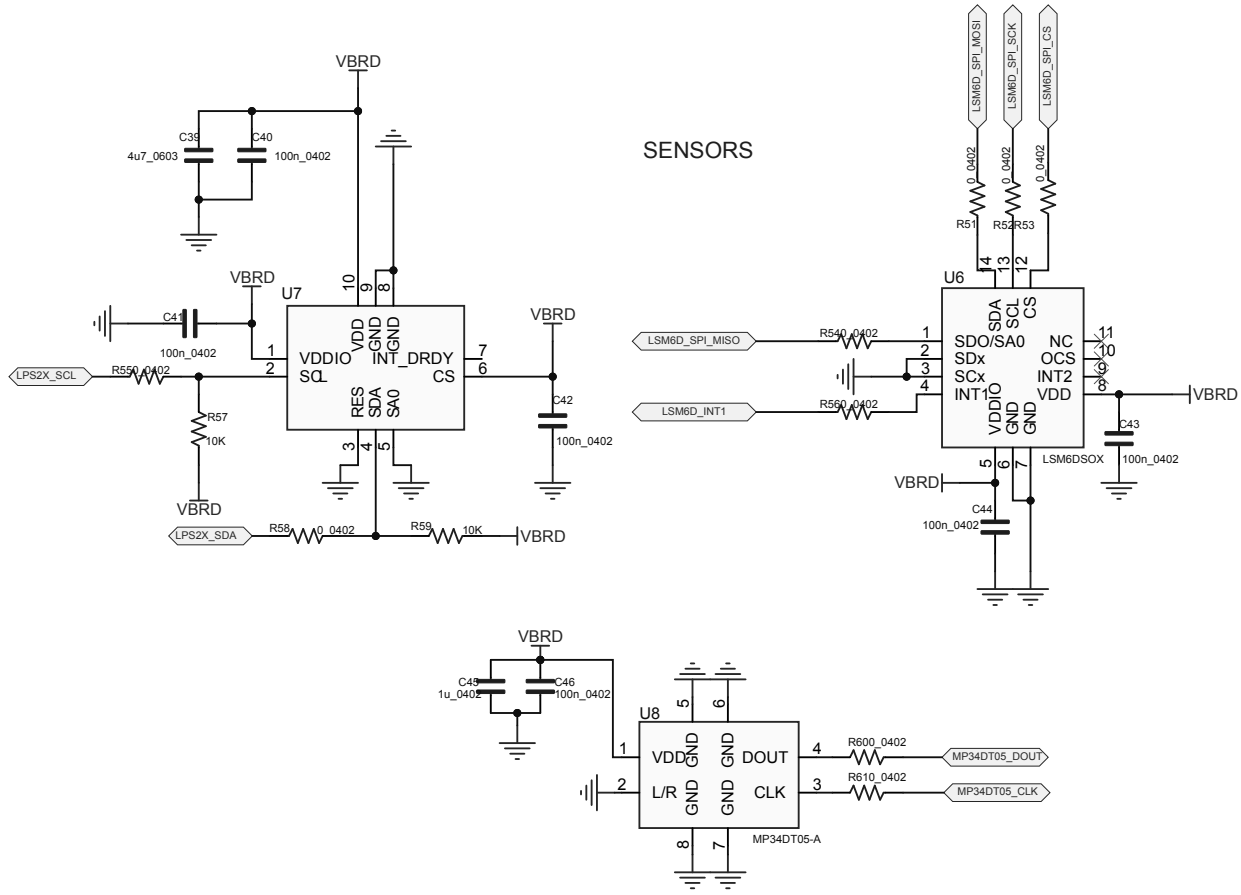 SENSORS
VBRD
C39
4u7_0603
C40
100n_0402
VBRD
C41
100n_0402
U7
10
9
8
VDD
GND
GND
1
VDDIO
INT_DRDY
7
2
SCL
CS
6
RES
SDA
SA0
3
4
5
LPS2X_SCL
R55 0_0402
R57
10K
VBRD
VBRD
C42
100n_0402
LPS2X_SDA
R58
0_0402
R59
10K
VBRD
LSM6D_SPI_MOSI
LSM6D_SPI_SCK
LSM6D_SPI_CS
0_0402
0_0402
0_0402
R51
R52
R53
U6
14
13
12
SDA
SCL
CS
LSM6D_SPI_MISO
R54 0_0402
1
SDO/SA0
NC
11
2
SDx
OCS
10
3
SCx
INT2
9
LSM6D_INT1
R56 0_0402
4
INT1
VDD
8
VBRD
VDDIO
GND
GND
5
6
7
LSM6DSOX
C43
100n_0402
VBRD
C44
100n_0402
VBRD
C45
1u_0402
C46
100n_0402
U8
5
6
GND
GND
1
VDD
DOUT
4
R60 0_0402
MP34DT05_DOUT
2
L/R
CLK
3
R61 0_0402
MP34DT05_CLK
GND
GND
8
7
MP34DT05-A